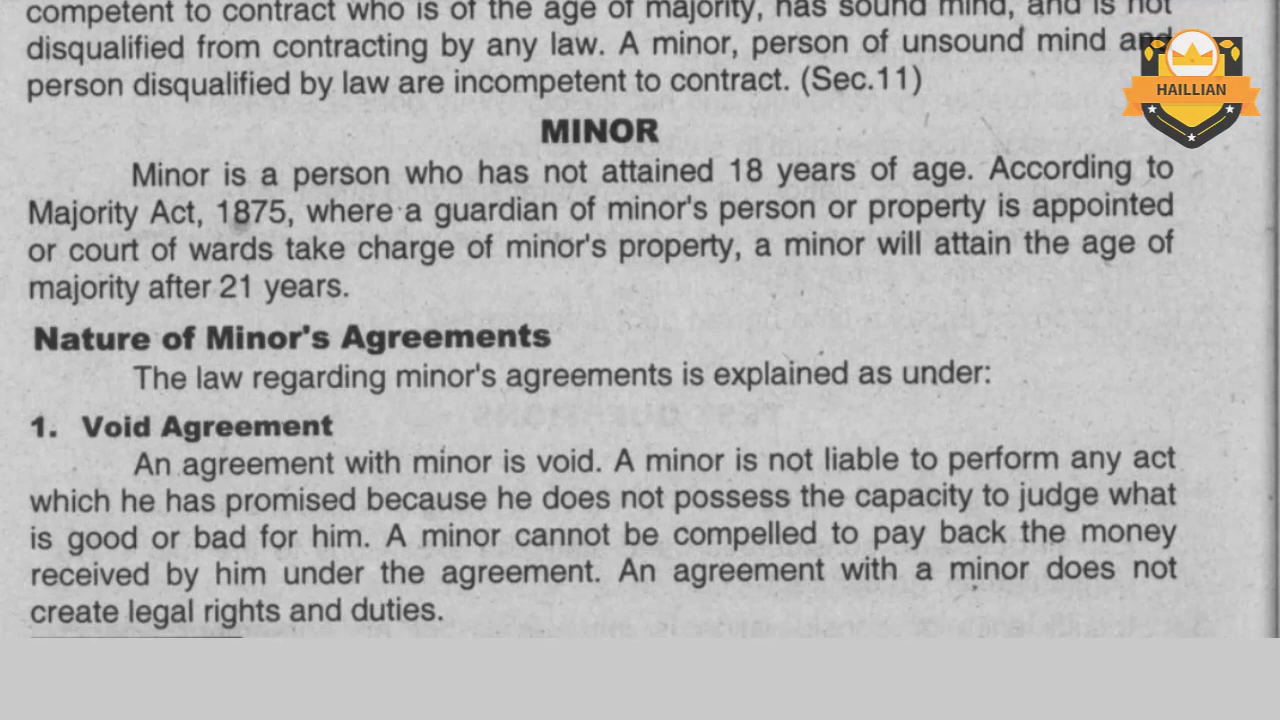 competent to contract who is of the age of majority, has sound mind, and is not
disqualified from contracting by any law. A minor, person of unsound mind and
person disqualified by law are incompetent to contract. (Sec.11)
HAILLIAN
MINOR
Minor is a person who has not attained 18 years of age. According to
Majority Act, 1875, where a guardian of minor's person or property is appointed
or court of wards take charge of minor's property, a minor will attain the age of
majority after 21 years.
Nature of Minor's Agreements
The law regarding minor's agreements is explained as under:
1. Void Agreement
An agreement with minor is void. A minor is not liable to perform any act
which he has promised because he does not possess the capacity to judge what
is good or bad for him. A minor cannot be compelled to pay back the money
received by him under the agreement. An agreement with a minor does not
create legal rights and duties.